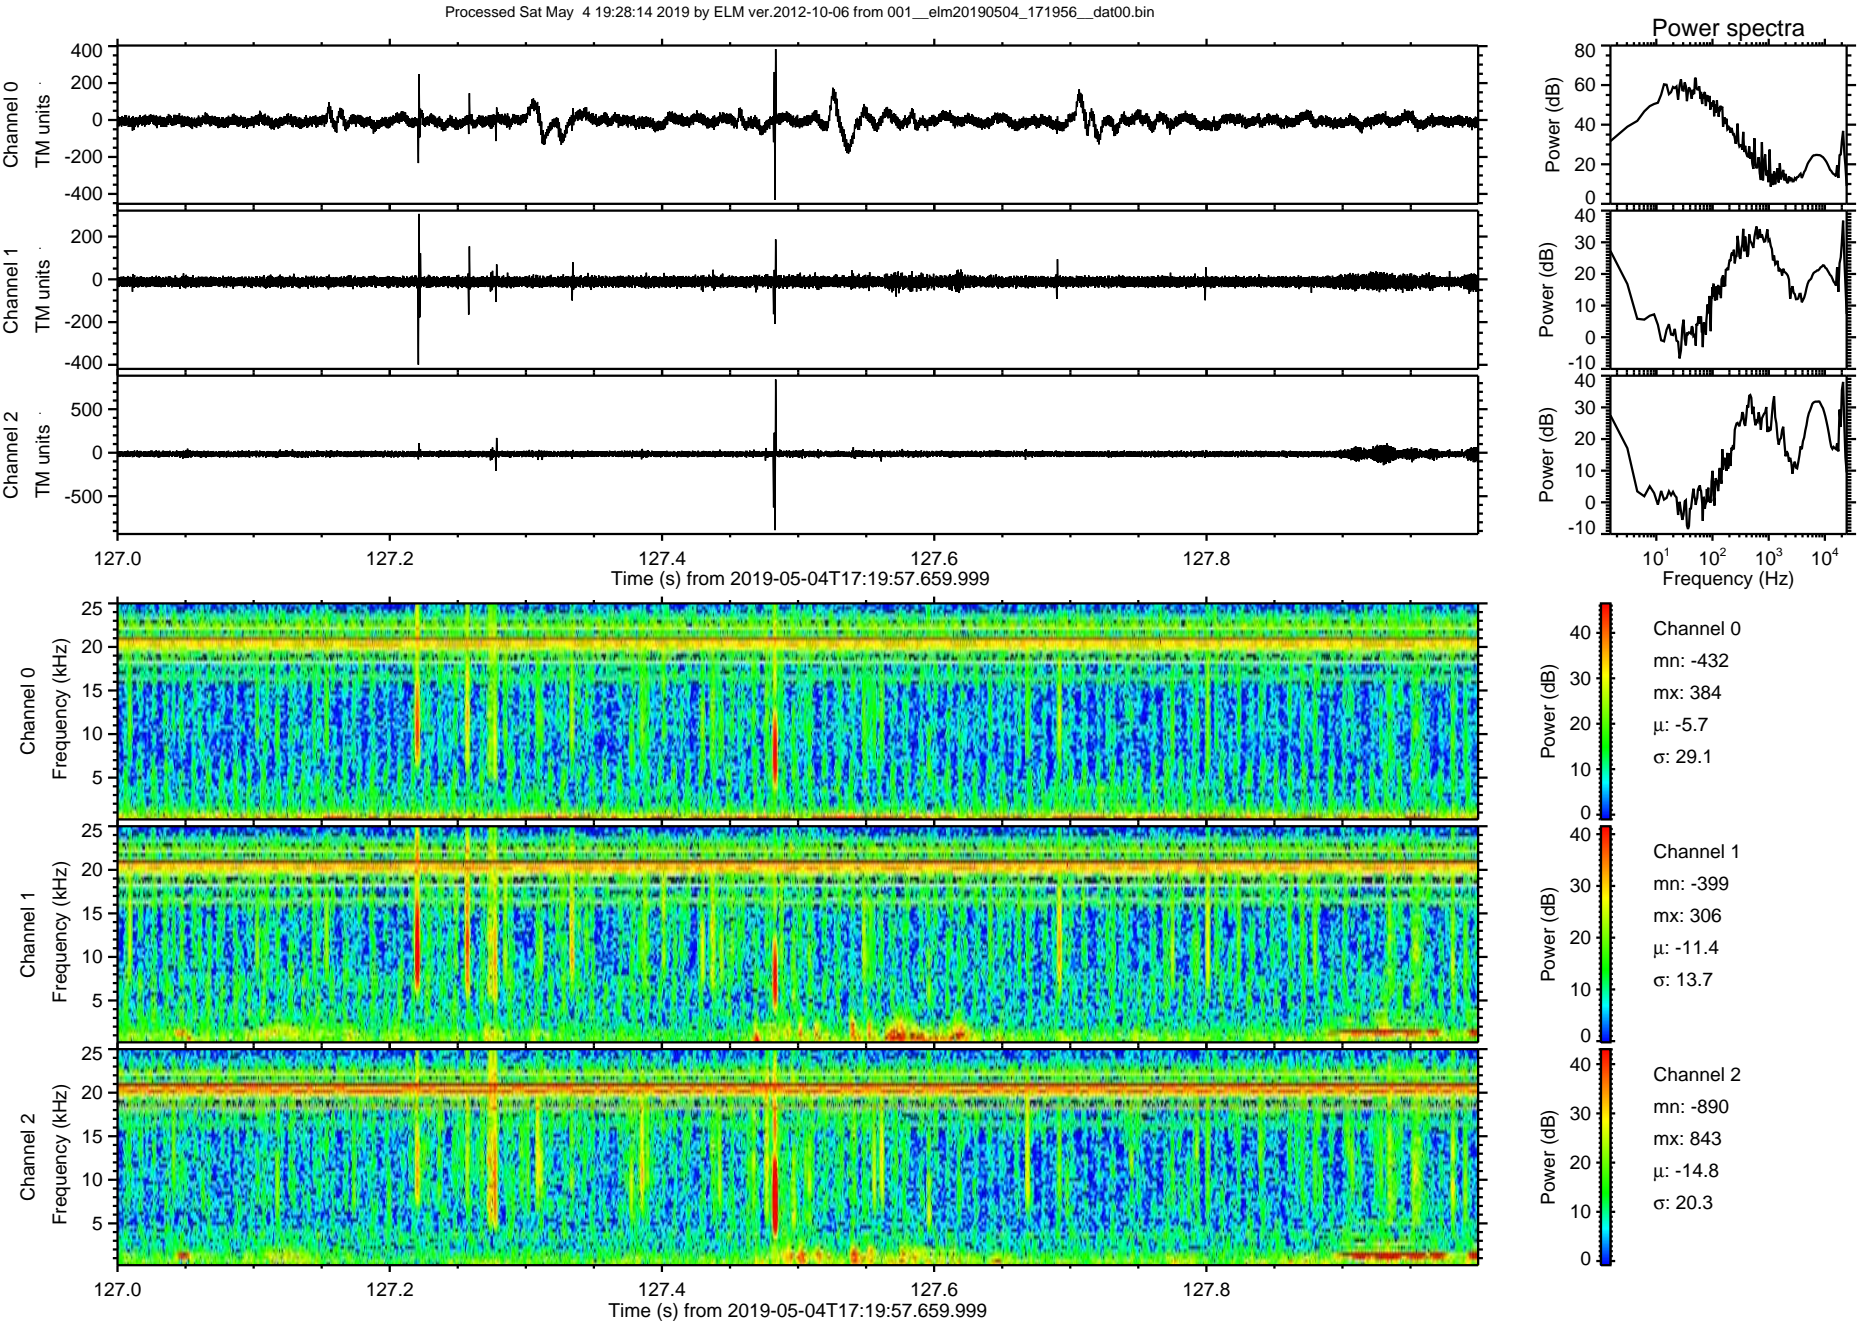 Processed Sat May  4 19:28:14 2019 by ELM ver.2012-10-06 from 001__elm20190504_171956__dat00.bin
Power spectra
Channel 0
TM units
400
200
0
-200
-400
Power (dB)
80
60
40
20
0
Channel 1
TM units
200
0
-200
-400
Power (dB)
40
30
20
10
0
-10
Channel 2
TM units
500
0
-500
Power (dB)
40
30
20
10
0
-10
127.0 127.2 127.4 127.6 127.8
Time (s) from 2019-05-04T17:19:57.659.999
10^1 10^2 10^3 10^4
Frequency (Hz)
Channel 0
Frequency (kHz)
25
20
15
10
5
Power (dB)
40
30
20
10
0
Channel 0
mn: -432
mx: 384
μ: -5.7
σ: 29.1
Channel 1
Frequency (kHz)
25
20
15
10
5
Power (dB)
40
30
20
10
0
Channel 1
mn: -399
mx: 306
μ: -11.4
σ: 13.7
Channel 2
Frequency (kHz)
25
20
15
10
5
Power (dB)
40
30
20
10
0
Channel 2
mn: -890
mx: 843
μ: -14.8
σ: 20.3
127.0 127.2 127.4 127.6 127.8
Time (s) from 2019-05-04T17:19:57.659.999